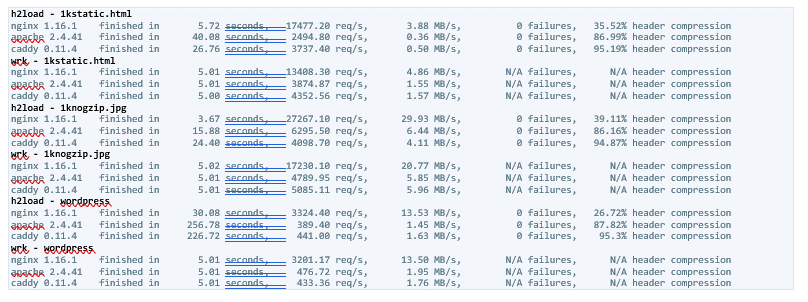 h2load - 1kstatic.html
nginx 1.16.1 finished in 5.72 seconds, 17477.20 req/s, 3.88 MB/s, 0 failures, 35.52% header compression
apache 2.4.41 finished in 40.08 seconds, 2494.80 req/s, 0.36 MB/s, 0 failures, 86.99% header compression
caddy 0.11.4 finished in 26.76 seconds, 3737.40 req/s, 0.50 MB/s, 0 failures, 95.19% header compression
wrk - 1kstatic.html
nginx 1.16.1 finished in 5.01 seconds, 13408.30 req/s, 4.86 MB/s, N/A failures, N/A header compression
apache 2.4.41 finished in 5.01 seconds, 3874.87 req/s, 1.55 MB/s, N/A failures, N/A header compression
caddy 0.11.4 finished in 5.00 seconds, 4352.56 req/s, 1.57 MB/s, N/A failures, N/A header compression
h2load - 1knogzip.jpg
nginx 1.16.1 finished in 3.67 seconds, 27267.10 req/s, 29.93 MB/s, 0 failures, 39.11% header compression
apache 2.4.41 finished in 15.88 seconds, 6295.50 req/s, 6.44 MB/s, 0 failures, 86.16% header compression
caddy 0.11.4 finished in 24.40 seconds, 4098.70 req/s, 4.11 MB/s, 0 failures, 94.87% header compression
wrk - 1knogzip.jpg
nginx 1.16.1 finished in 5.02 seconds, 17230.10 req/s, 20.77 MB/s, N/A failures, N/A header compression
apache 2.4.41 finished in 5.01 seconds, 4789.95 req/s, 5.85 MB/s, N/A failures, N/A header compression
caddy 0.11.4 finished in 5.01 seconds, 5085.11 req/s, 5.96 MB/s, N/A failures, N/A header compression
h2load - wordpress
nginx 1.16.1 finished in 30.08 seconds, 3324.40 req/s, 13.53 MB/s, 0 failures, 26.72% header compression
apache 2.4.41 finished in 256.78 seconds, 389.40 req/s, 1.45 MB/s, 0 failures, 87.82% header compression
caddy 0.11.4 finished in 226.72 seconds, 441.00 req/s, 1.63 MB/s, 0 failures, 95.3% header compression
wrk - wordpress
nginx 1.16.1 finished in 5.01 seconds, 3201.17 req/s, 13.50 MB/s, N/A failures, N/A header compression
apache 2.4.41 finished in 5.01 seconds, 476.72 req/s, 1.95 MB/s, N/A failures, N/A header compression
caddy 0.11.4 finished in 5.01 seconds, 433.36 req/s, 1.76 MB/s, N/A failures, N/A header compression